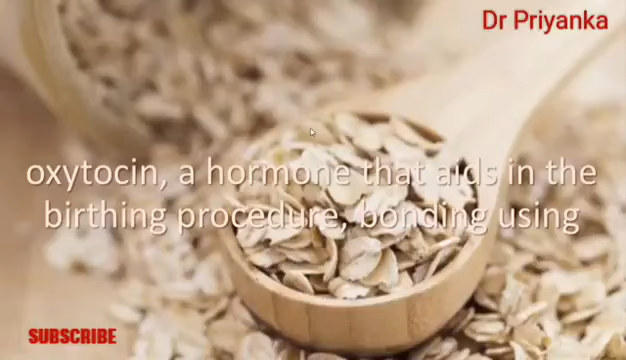 Dr Priyanka
oxytocin, a hormone that aids in the
birthing procedure, bonding using
SUBSCRIBE